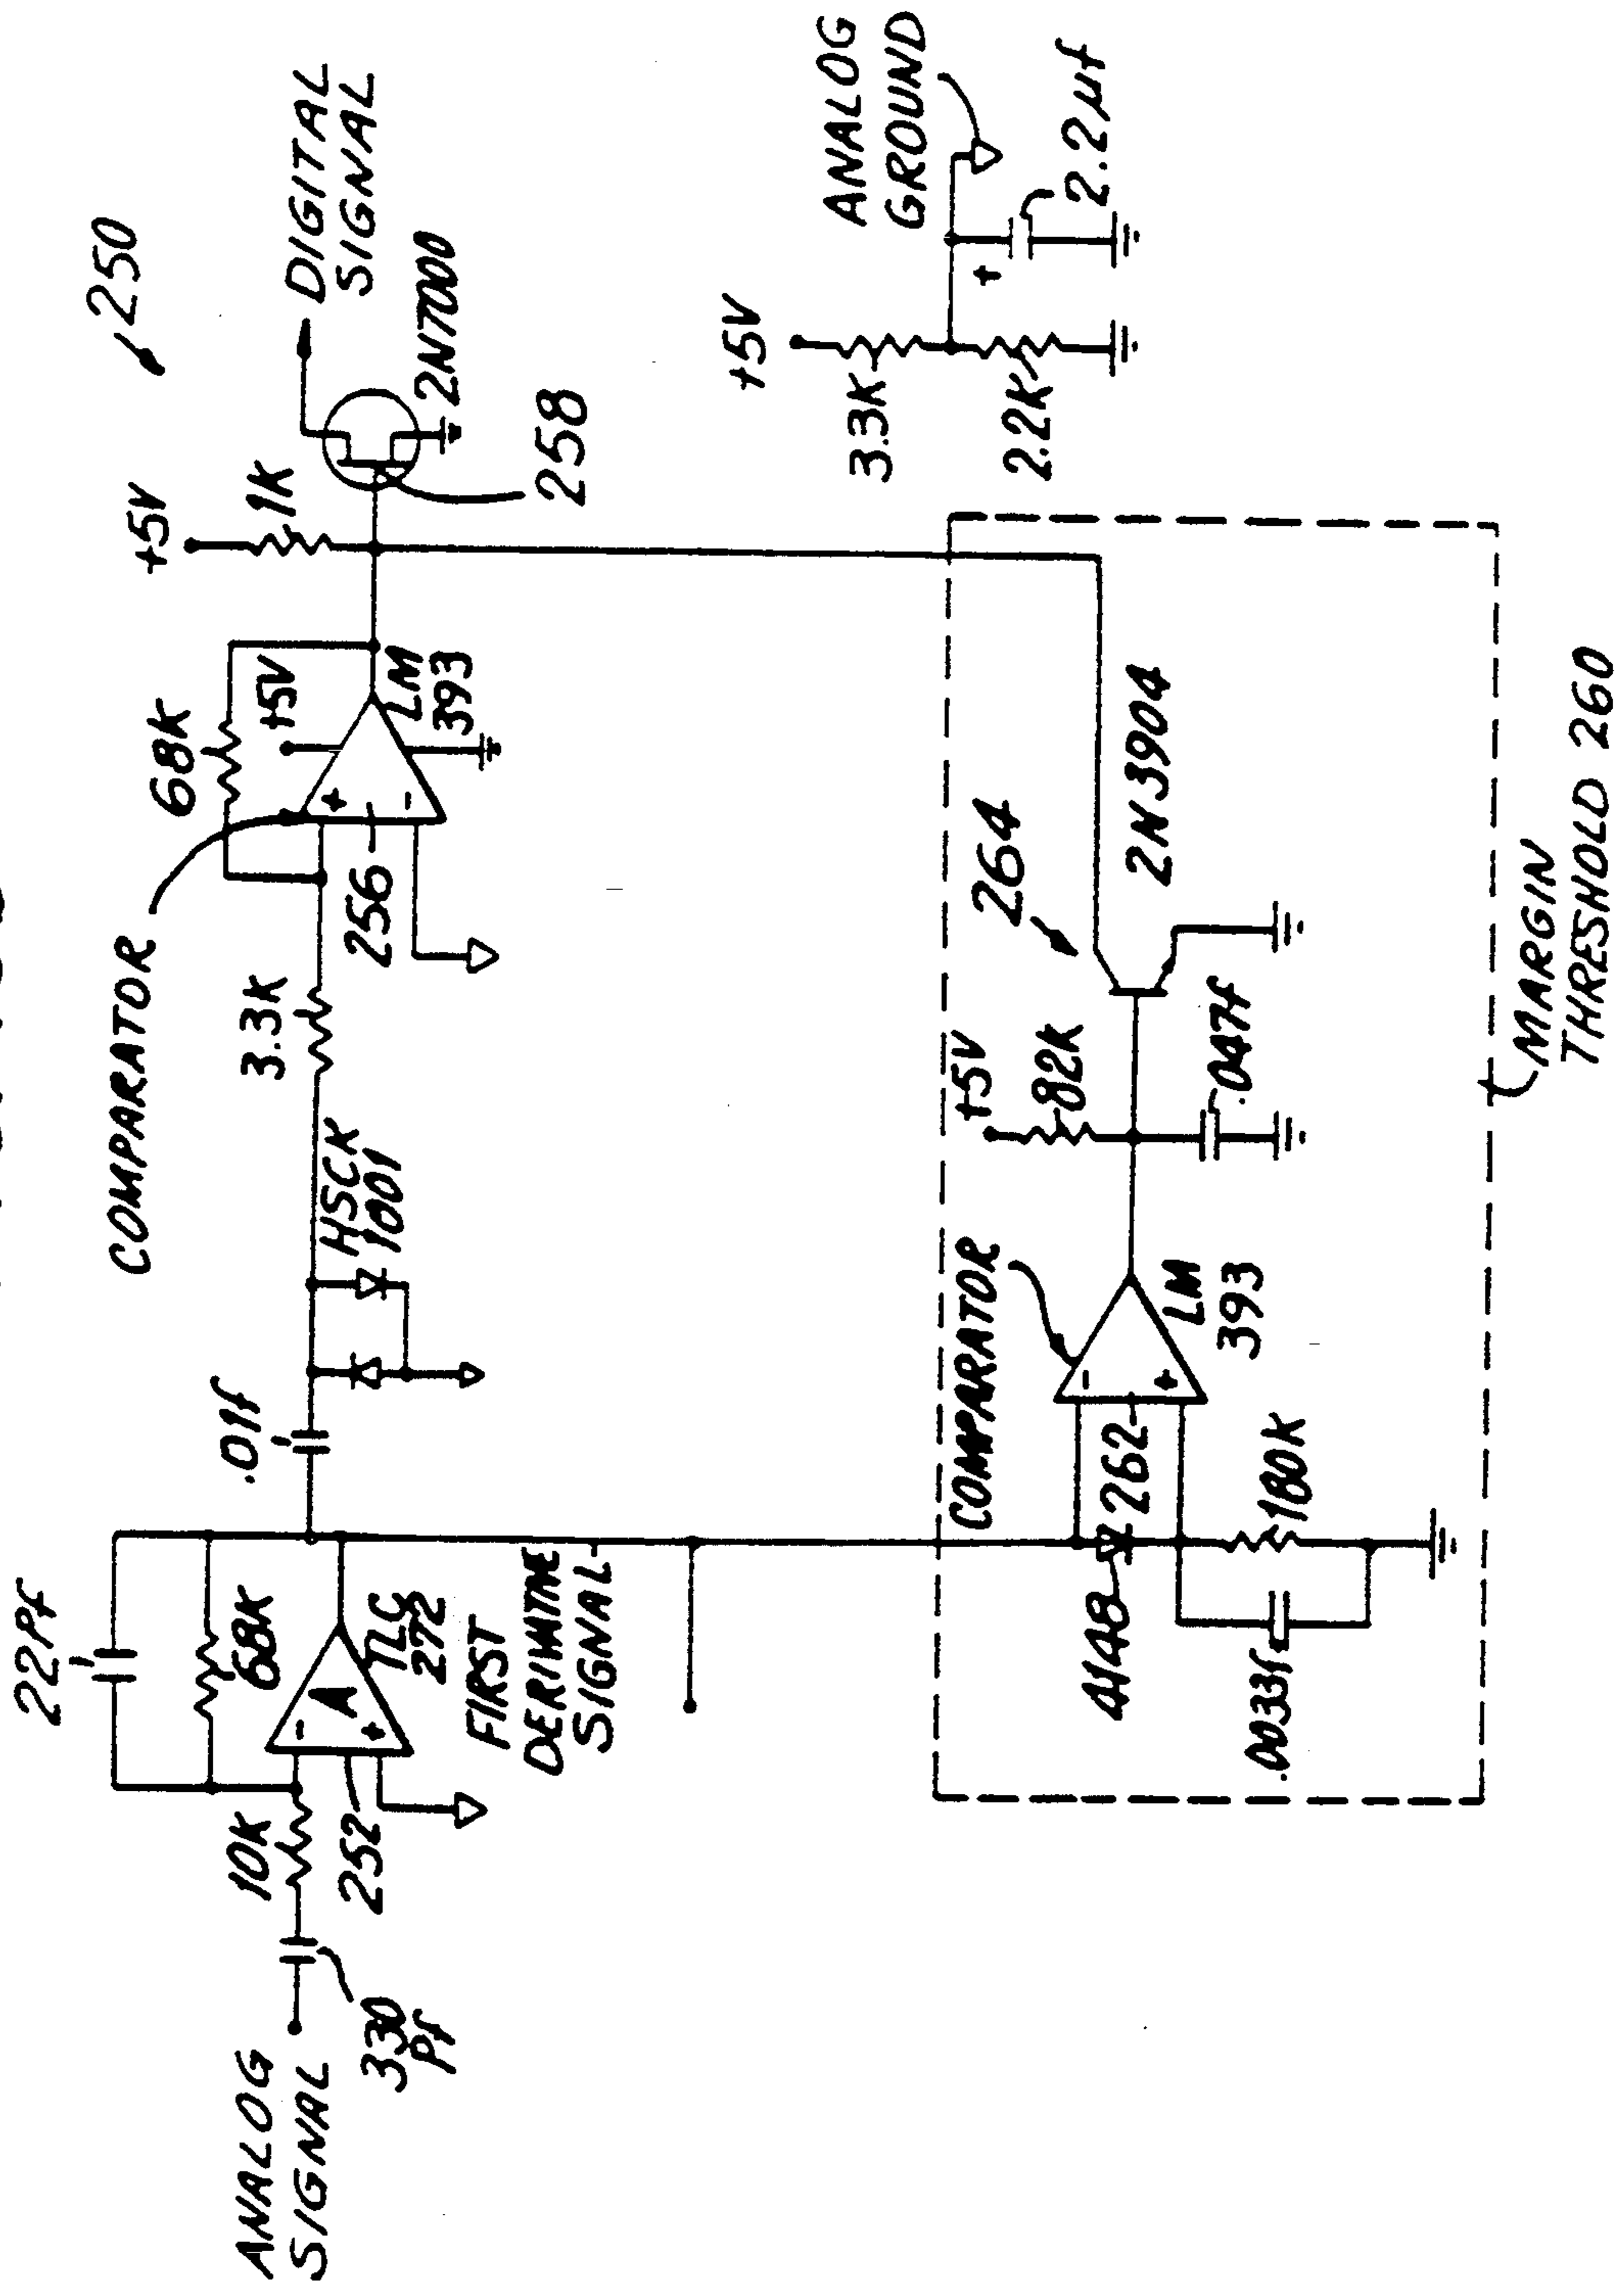 250
+5V
1K
DIGITAL
SIGNAL
2N7000
258
COMPARATOR
68K
+5V
3.3K
256
+
-
LM
393
HSCK
1001
.01f
22Pf
68K
10K
ANALOG
SIGNAL
330
Pf
252
-
A
+
TLC
272
FIRST
DERIVATIVE
SIGNAL
+5V
3.3K
2.2K
ANALOG
GROUND
+
2.2µf
COMPARATOR
+5V
82K
.047f
264
2N3904
4148
262
-
+
LM
393
180K
.0033f
MARGIN
THRESHOLD 260